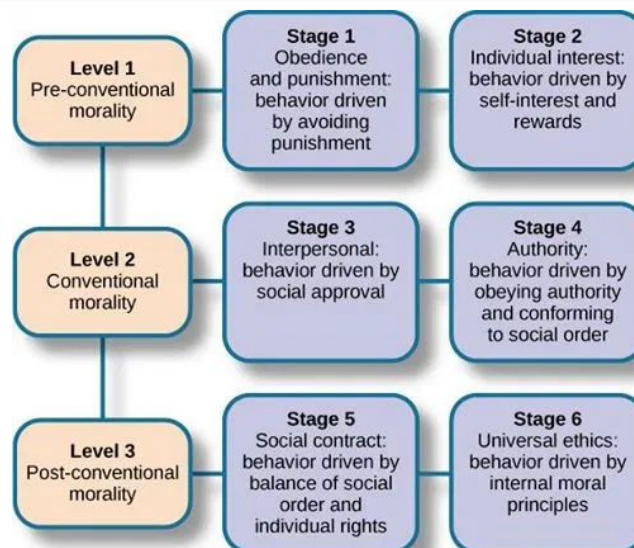 Level 1
Pre-conventional
morality
Stage 1
Obedience
and punishment:
behavior driven
by avoiding
punishment
Stage 2
Individual interest:
behavior driven by
self-interest and
rewards
Level 2
Conventional
morality
Stage 3
Interpersonal:
behavior driven by
social approval
Stage 4
Authority:
behavior driven by
obeying authority
and conforming
to social order
Level 3
Post-conventional
morality
Stage 5
Social contract:
behavior driven by
balance of social
order and
individual rights
Stage 6
Universal ethics:
behavior driven by
internal moral
principles